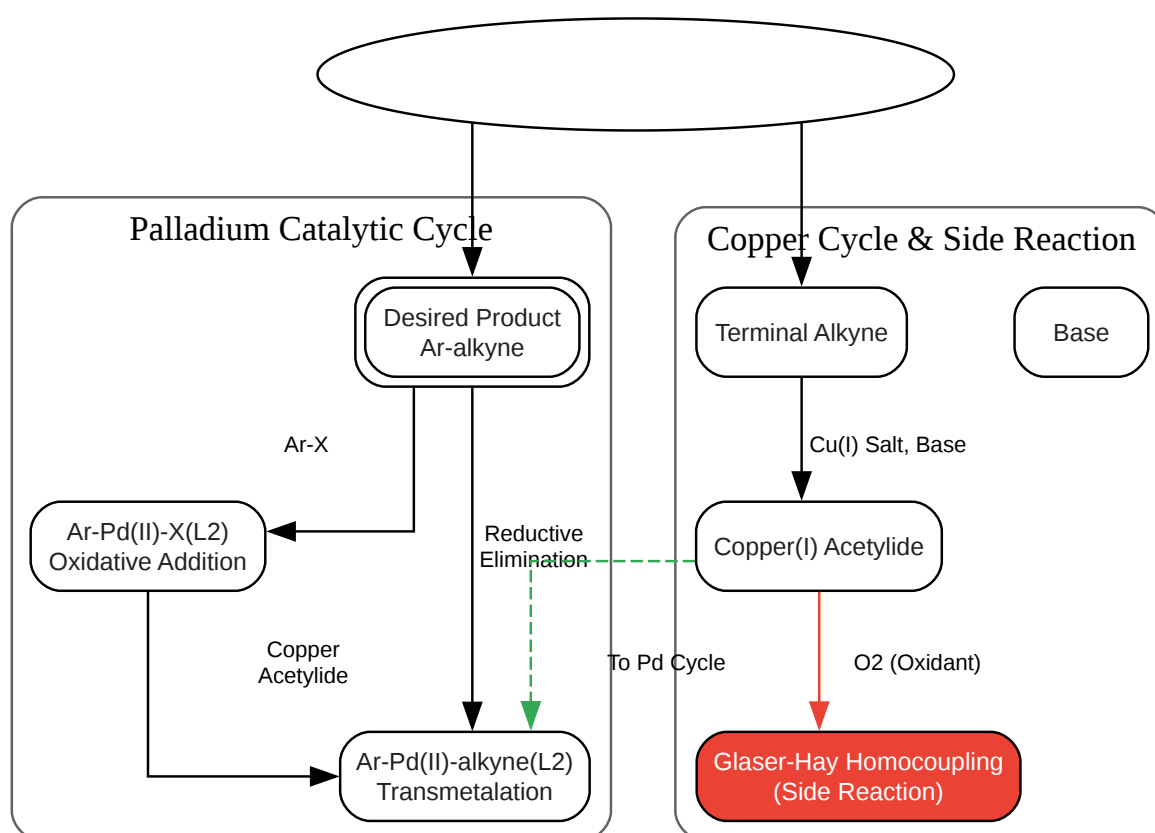 Palladium Catalytic Cycle
Desired Product
Ar-alkyne
Ar-X
Ar-Pd(II)-X(L2)
Oxidative Addition
Reductive
Elimination
Copper
Acetylide
To Pd Cycle
Ar-Pd(II)-alkyne(L2)
Transmetalation
Copper Cycle & Side Reaction
Terminal Alkyne
Base
Cu(I) Salt, Base
Copper(I) Acetylide
O2 (Oxidant)
Glaser-Hay Homocoupling
(Side Reaction)